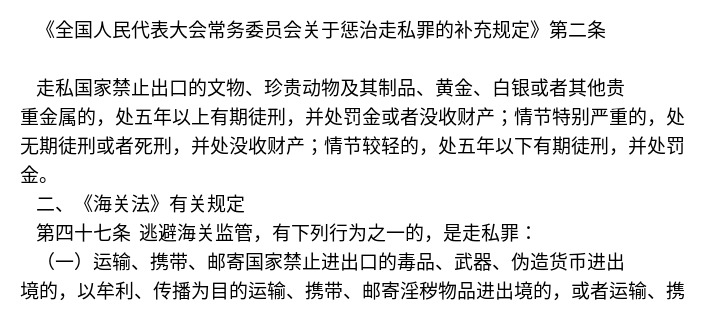 《全国人民代表大会常务委员会关于惩治走私罪的补充规定》第二条
走私国家禁止出口的文物、珍贵动物及其制品、黄金、白银或者其他贵
重金属的，处五年以上有期徒刑，并处罚金或者没收财产；情节特别严重的，处
无期徒刑或者死刑，并处没收财产；情节较轻的，处五年以下有期徒刑，并处罚
金。
二、《海关法》有关规定
第四十七条 逃避海关监管，有下列行为之一的，是走私罪：
（一）运输、携带、邮寄国家禁止进出口的毒品、武器、伪造货币进出
境的，以牟利、传播为目的运输、携带、邮寄淫秽物品进出境的，或者运输、携